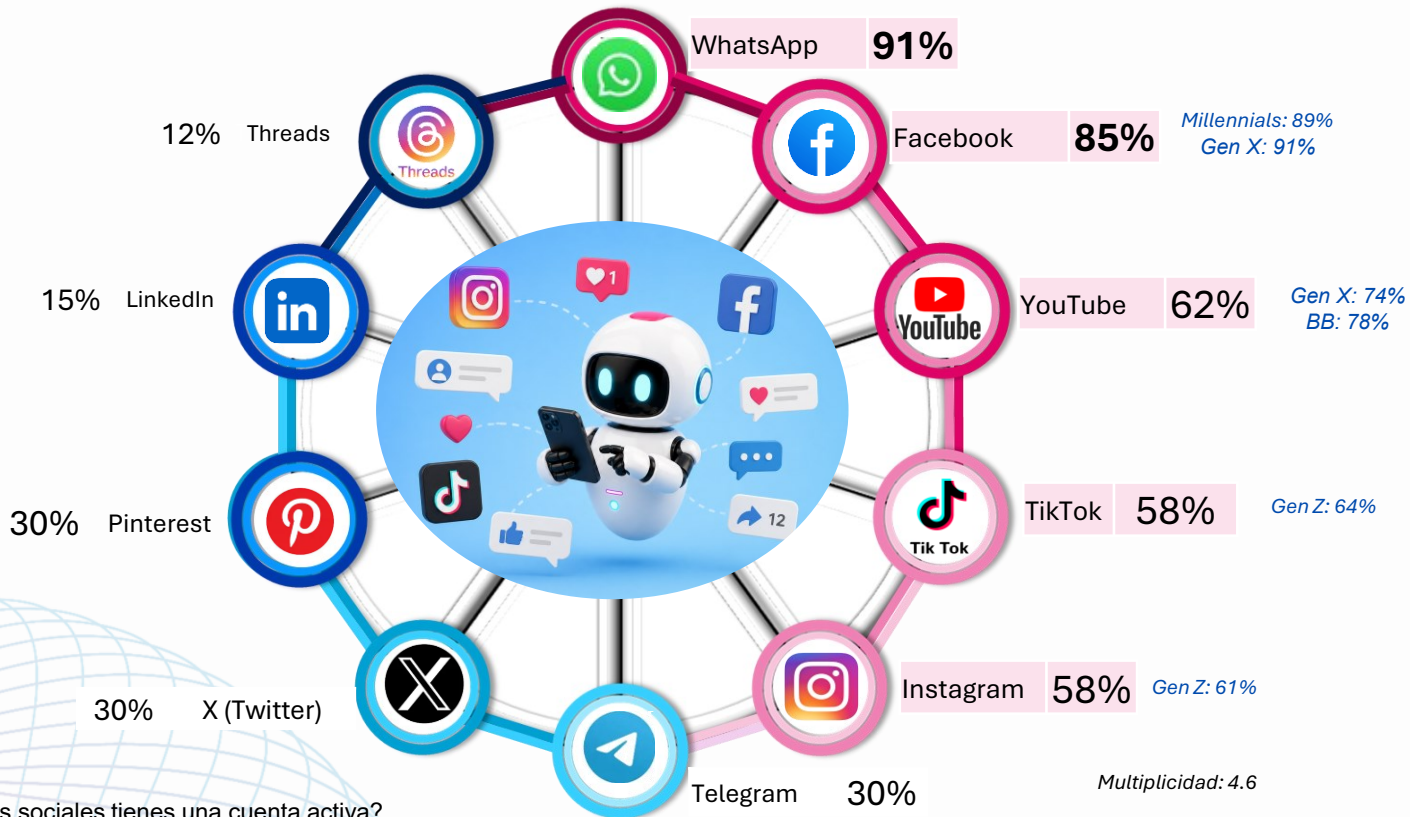 WhatsApp 91%
Facebook 85%
Millennials: 89%
Gen X: 91%
YouTube
YouTube 62%
Gen X: 74%
BB: 78%
Tik Tok
TikTok 58%
Gen Z: 64%
Instagram 58%
Gen Z: 61%
Telegram 30%
Multiplicidad: 4.6
30% X (Twitter)
30% Pinterest
15% LinkedIn
in
12% Threads
Threads
1
12
sociales tienes una cuenta activa?